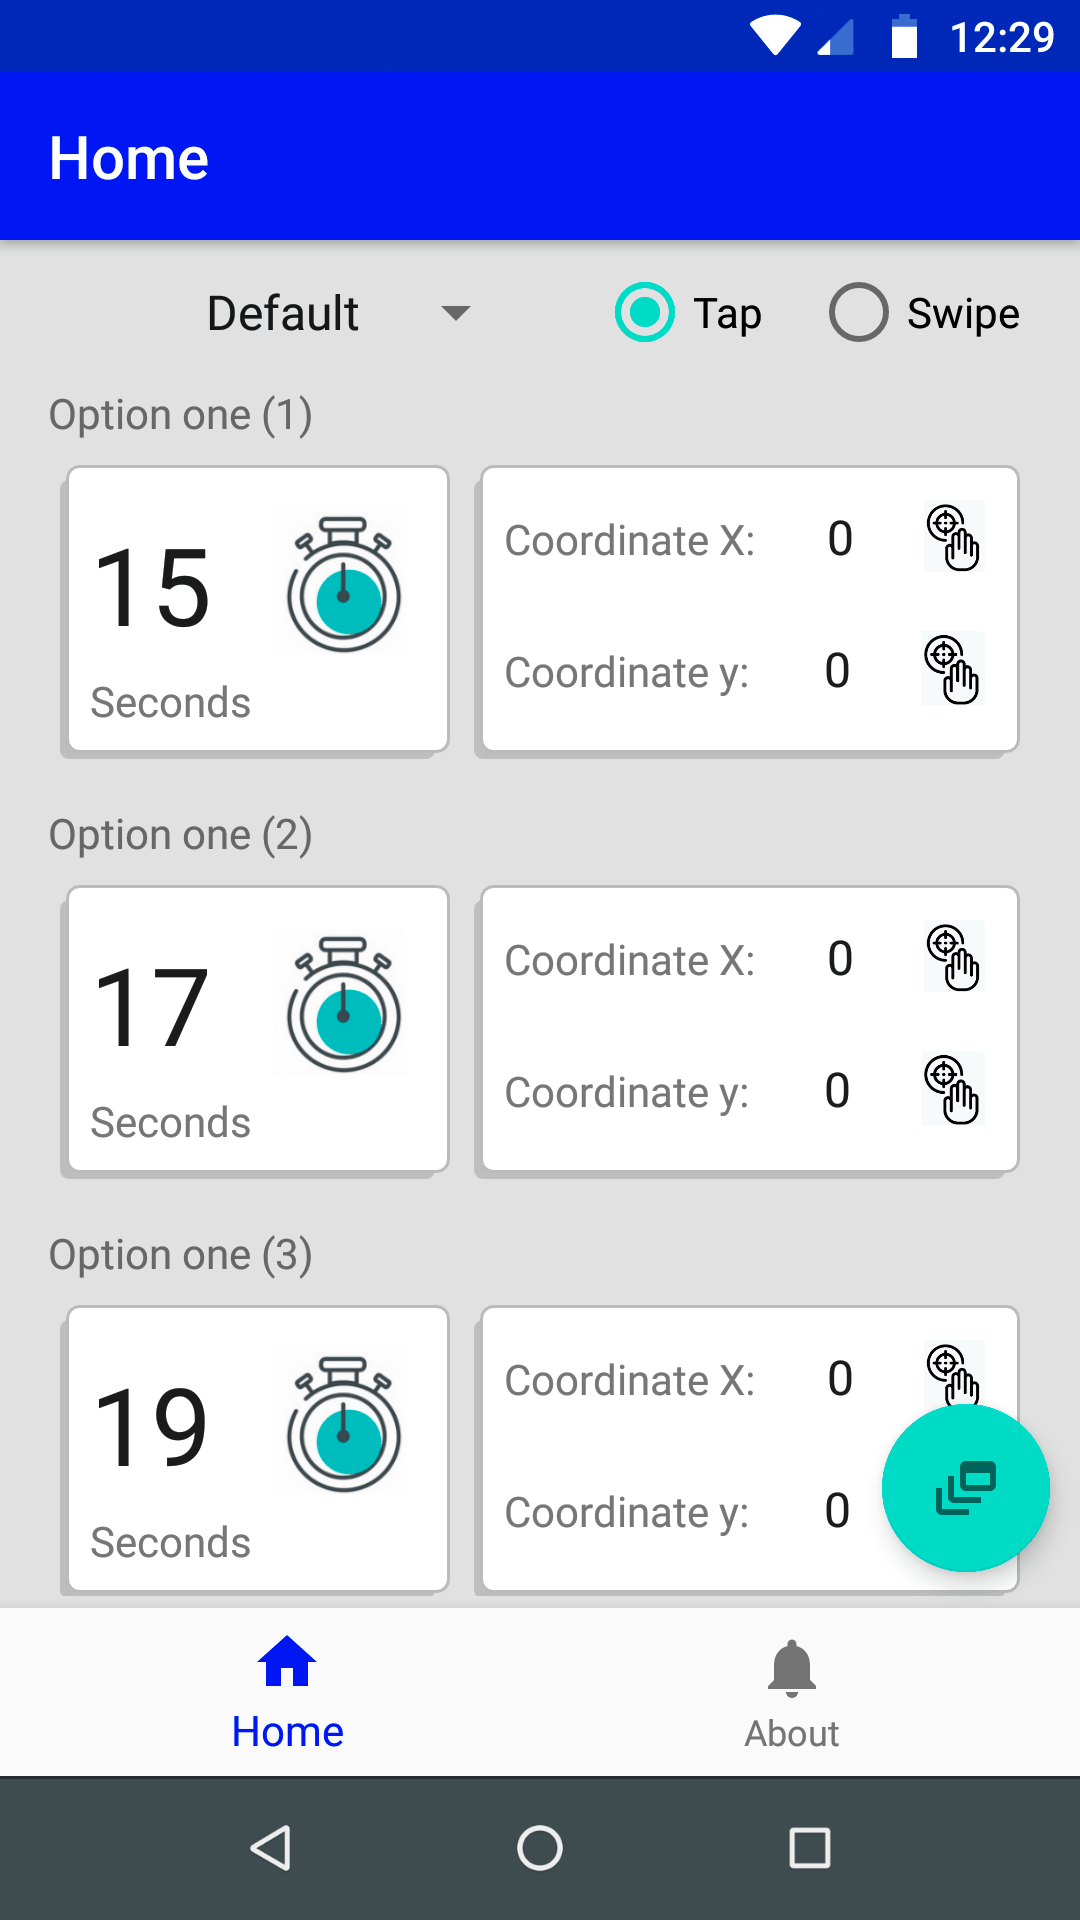 12:29
Home
Default Tap Swipe
Option one (1)
15
Seconds
Coordinate X: 0
Coordinate y: 0
Option one (2)
17
Seconds
Coordinate X: 0
Coordinate y: 0
Option one (3)
19
Seconds
Coordinate X: 0
Coordinate y: 0
Home
About